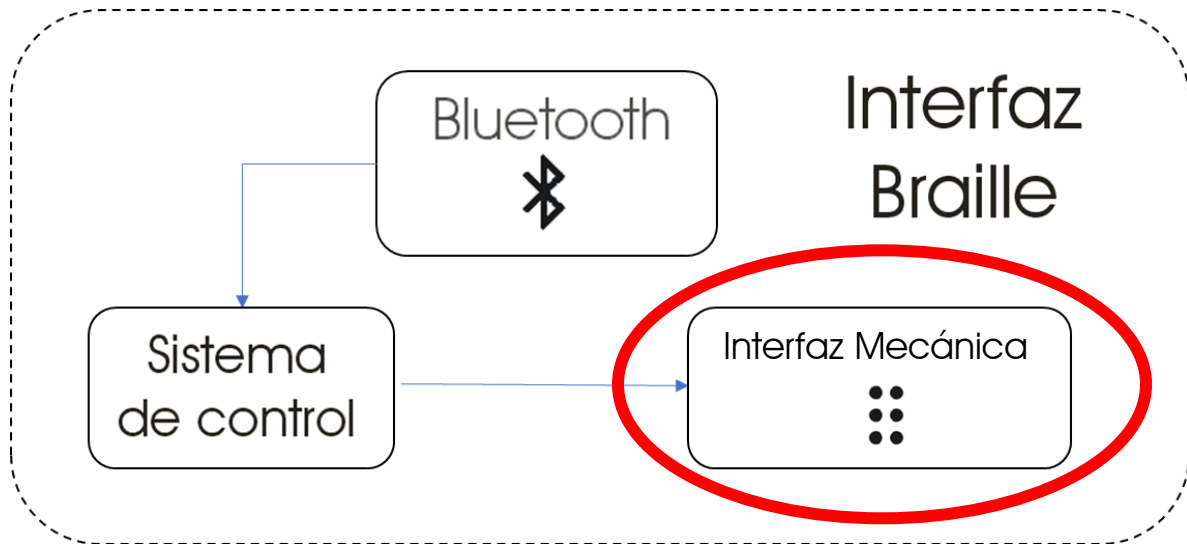 Bluetooth
Interfaz
Braille
Sistema
de control
Interfaz Mecánica